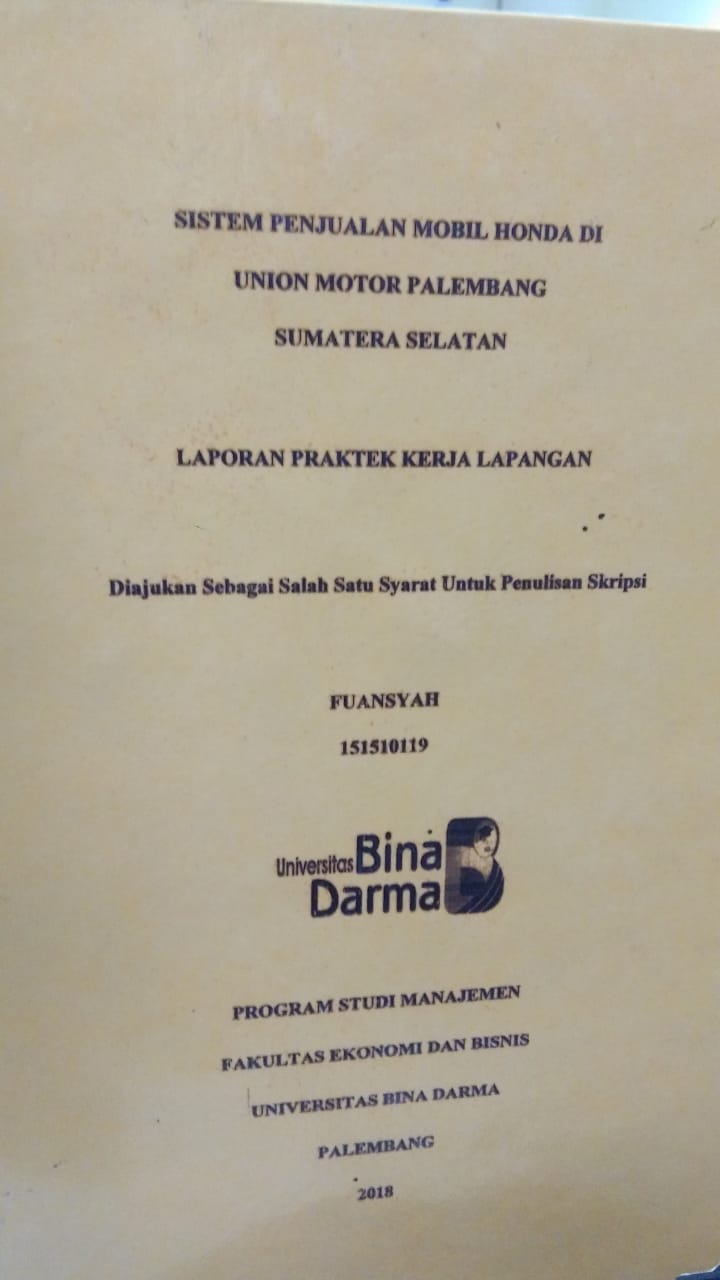 SISTEM PENJUALAN MOBIL HONDA DI
UNION MOTOR PALEMBANG
SUMATERA SELATAN
LAPORAN PRAKTEK KERJA LAPANGAN
Diajukan Sebagai Salah Satu Syarat Untuk Penulisan Skripsi
FUANSYAH
151510119
Universitas Bina
Darma
PROGRAM STUDI MANAJEMEN
FAKULTAS EKONOMI DAN BISNIS
UNIVERSITAS BINA DARMA
PALEMBANG
2018